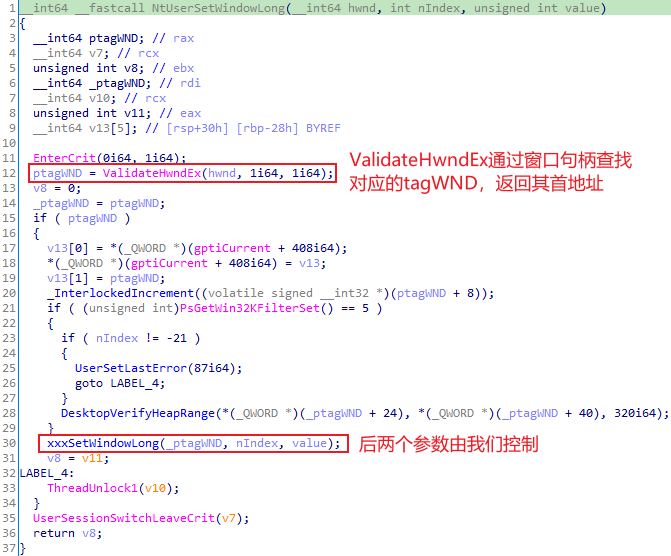 1 __int64 __fastcall NtUserSetWindowLong(__int64 hwnd, int nIndex, unsigned int value)
2 {
3 __int64 ptagWND; // rax
4 __int64 v7; // rcx
5 unsigned int v8; // ebx
6 __int64 _ptagWND; // rdi
7 __int64 v10; // rcx
8 unsigned int v11; // eax
9 __int64 v13[5]; // [rsp+30h] [rbp-28h] BYREF
10
11 EnterCrit(0i64, 1i64);
12 ptagWND = ValidateHwndEx(hwnd, 1i64, 1i64);
ValidateHwndEx通过窗口句柄查找
对应的tagWND，返回其首地址
13 v8 = 0;
14 _ptagWND = ptagWND;
15 if ( ptagWND )
16 {
17 v13[0] = *(_QWORD *)(gptiCurrent + 408i64);
18 *(_QWORD *)(gptiCurrent + 408i64) = v13;
19 v13[1] = ptagWND;
20 _InterlockedIncrement((volatile signed __int32 *)(ptagWND + 8));
21 if ( (unsigned int)PsGetWin32KFilterSet() == 5 )
22 {
23 if ( nIndex != -21 )
24 {
25 UserSetLastError(87i64);
26 goto LABEL_4;
27 }
28 DesktopVerifyHeapRange(*(_QWORD *)(_ptagWND + 24), *(_QWORD *)(_ptagWND + 40), 320i64);
29 }
30 xxxSetWindowLong(_ptagWND, nIndex, value);
后两个参数由我们控制
31 v8 = v11;
32 LABEL_4:
33 ThreadUnlock1(v10);
34 }
35 UserSessionSwitchLeaveCrit(v7);
36 return v8;
37 }